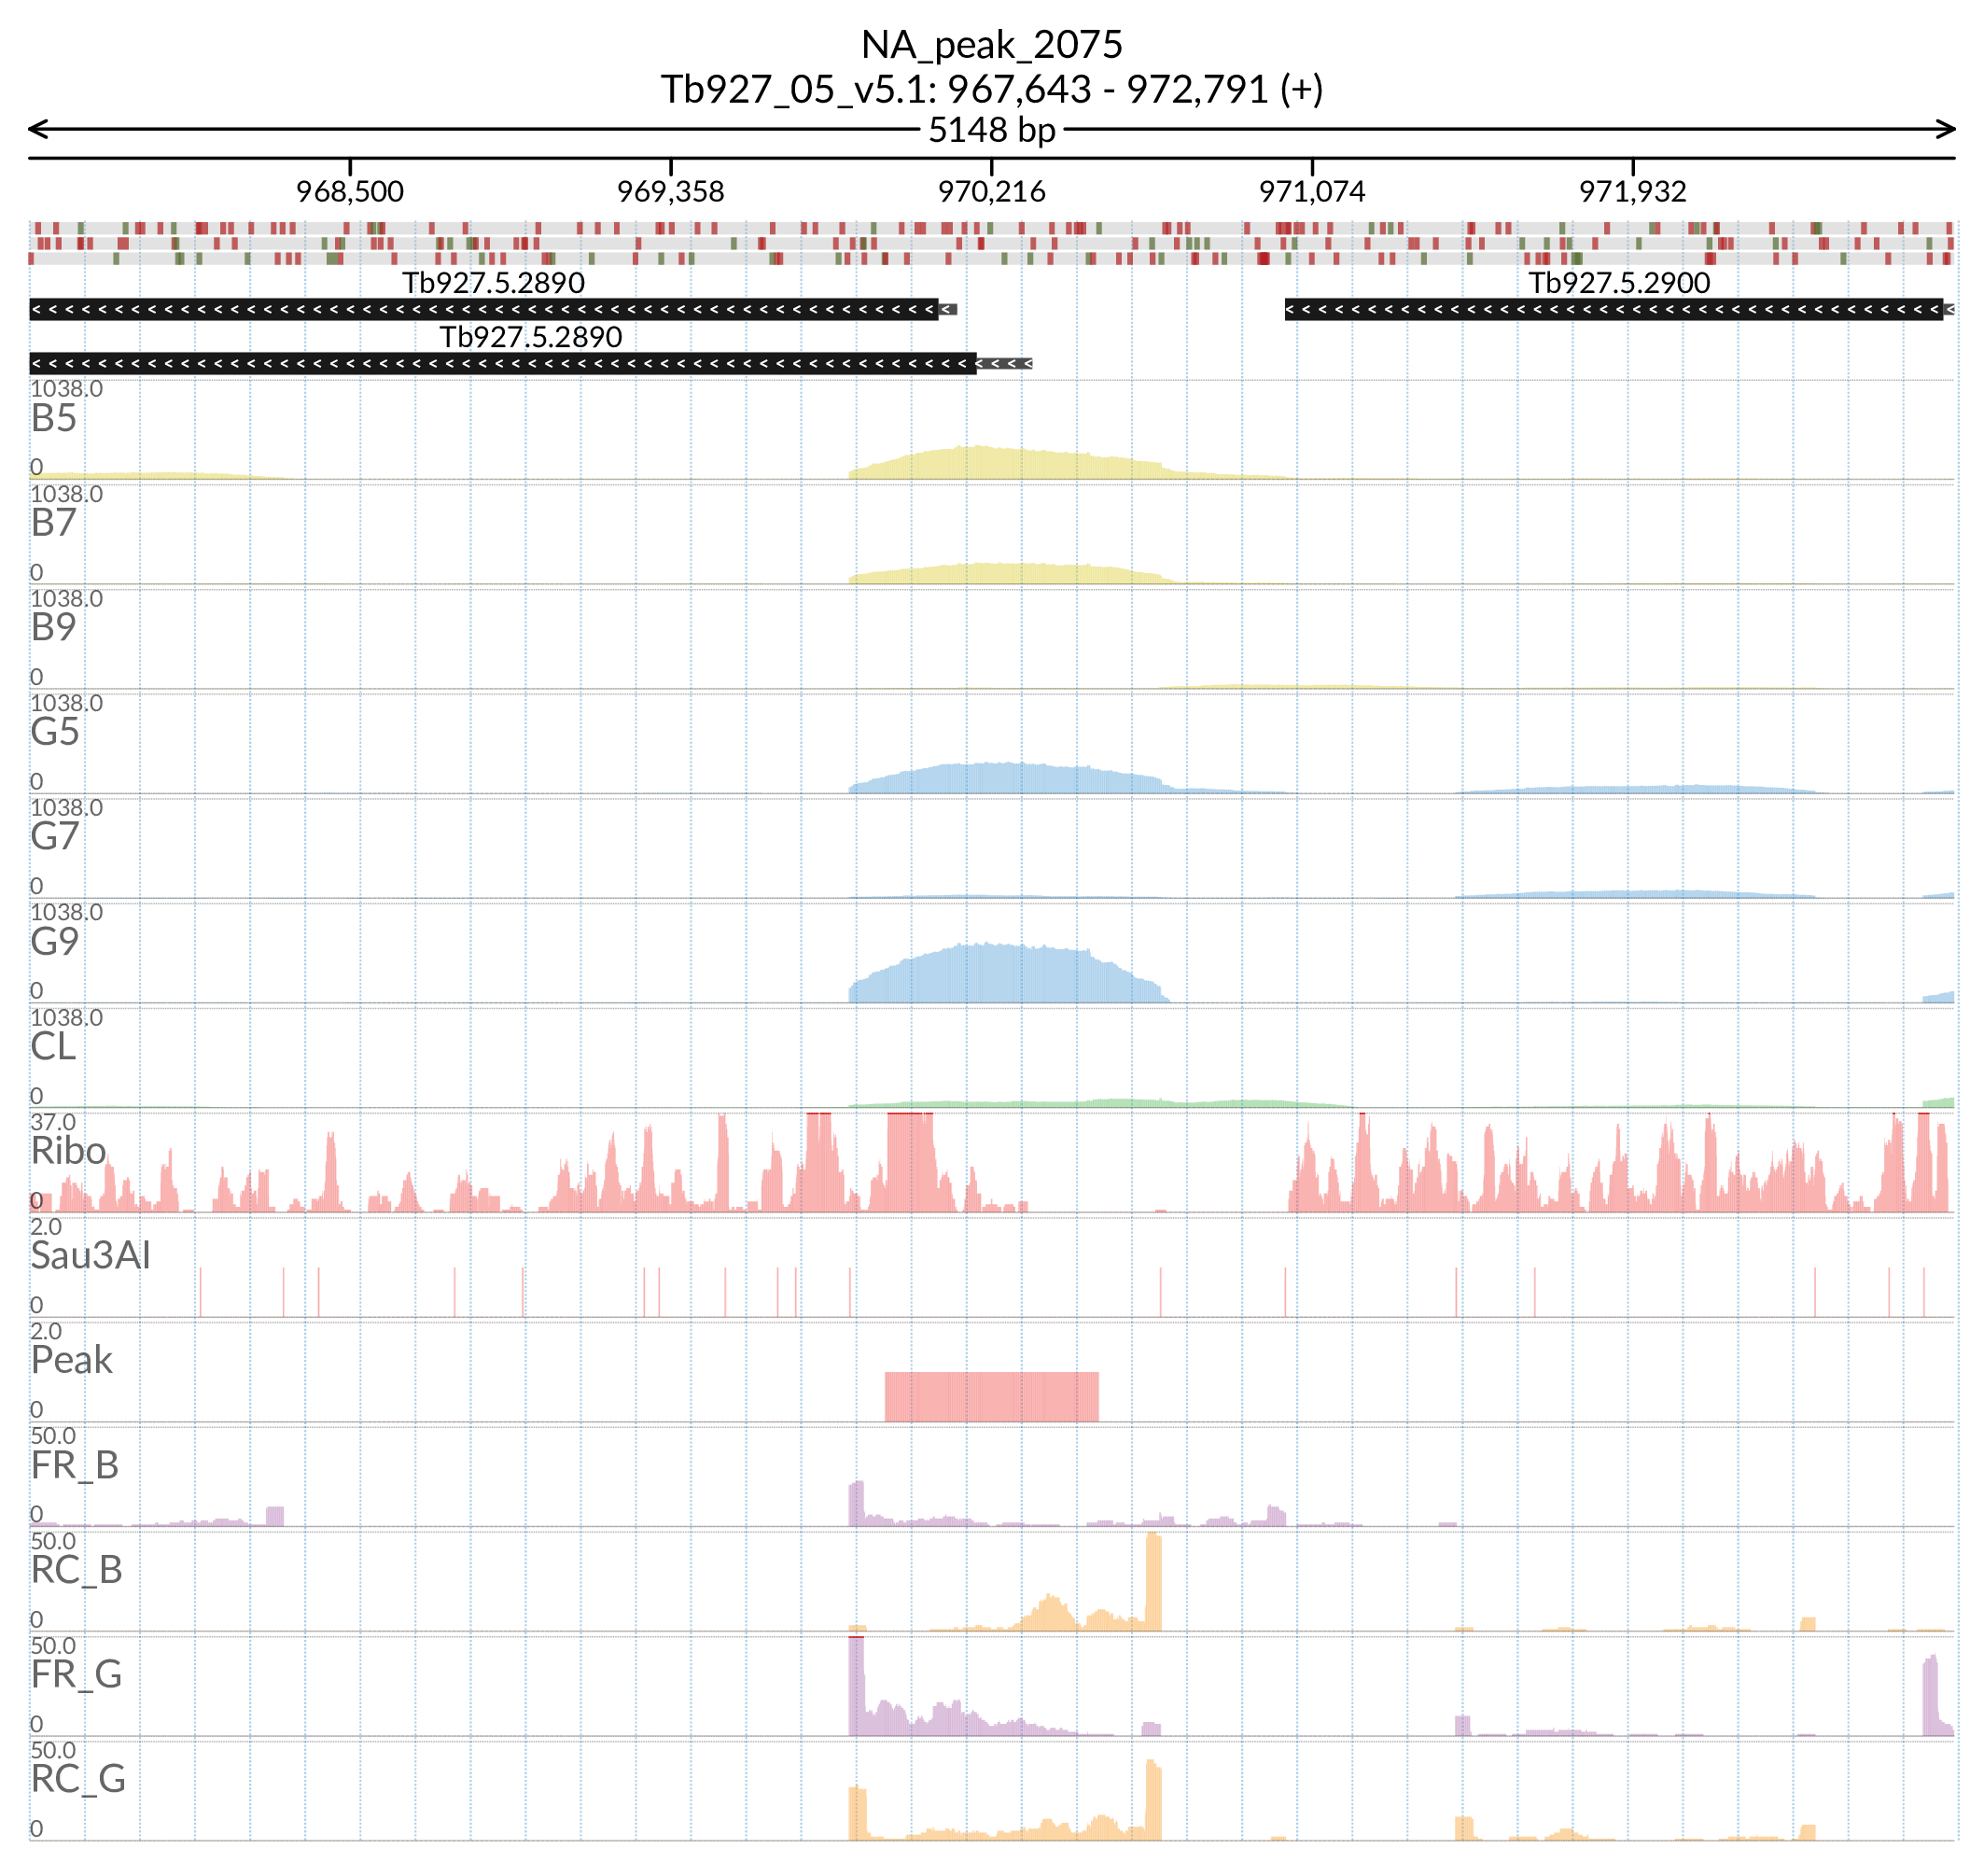 NA_peak_2075
Tb927_05_v5.1: 967,643 - 972,791 (+)
5148 bp
968,500 969,358 970,216 971,074 971,932
Tb927.5.2890 Tb927.5.2900
Tb927.5.2890
1038.0
B5
0
1038.0
B7
0
1038.0
B9
0
1038.0
G5
0
1038.0
G7
0
1038.0
G9
0
1038.0
CL
0
37.0
Ribo
0
2.0
Sau3AI
0
2.0
Peak
0
50.0
FR_B
0
50.0
RC_B
0
50.0
FR_G
0
50.0
RC_G
0